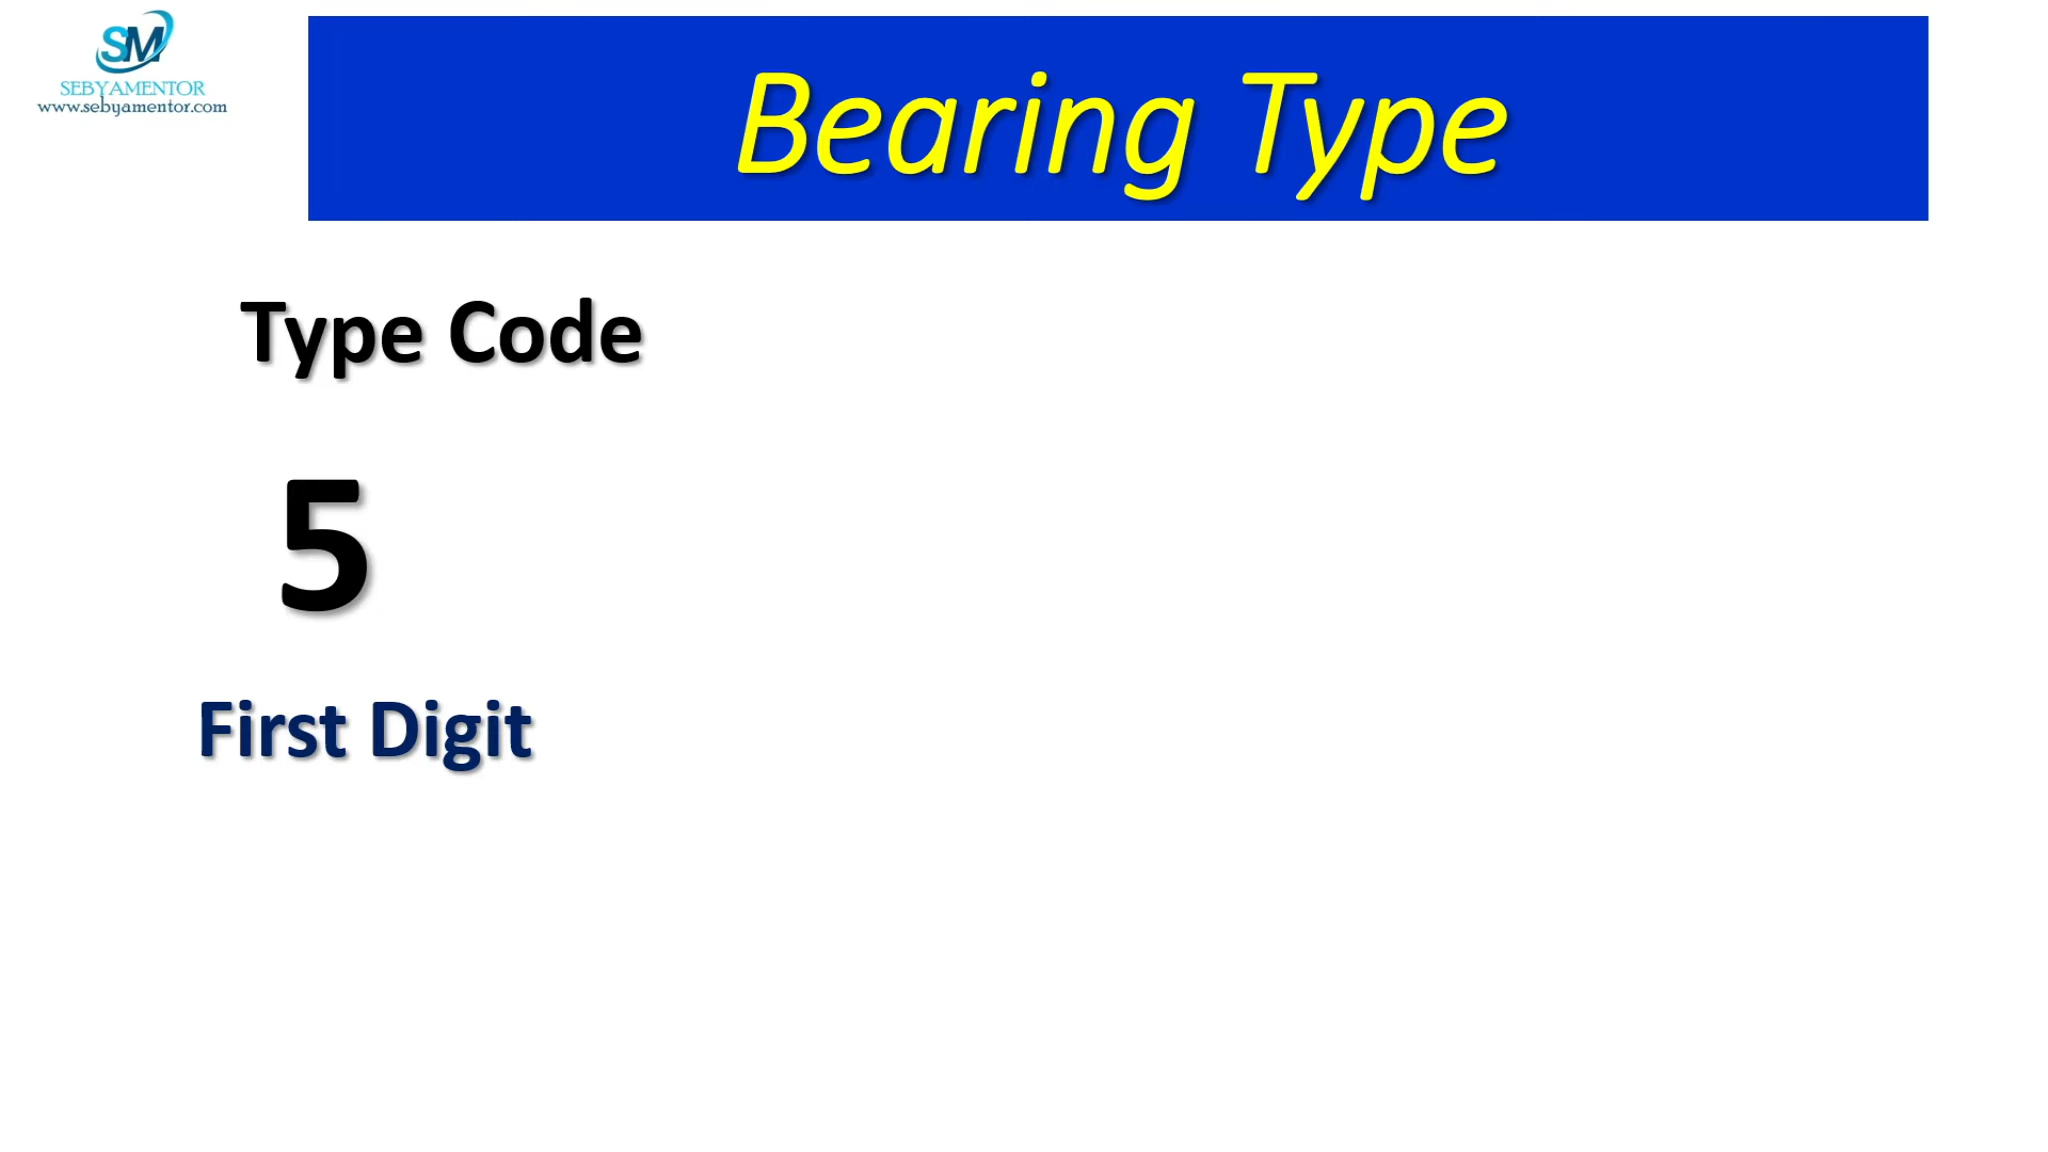 SM
SEBYAMENTOR
www.sebyamentor.com
Bearing Type
Type Code
5
First Digit